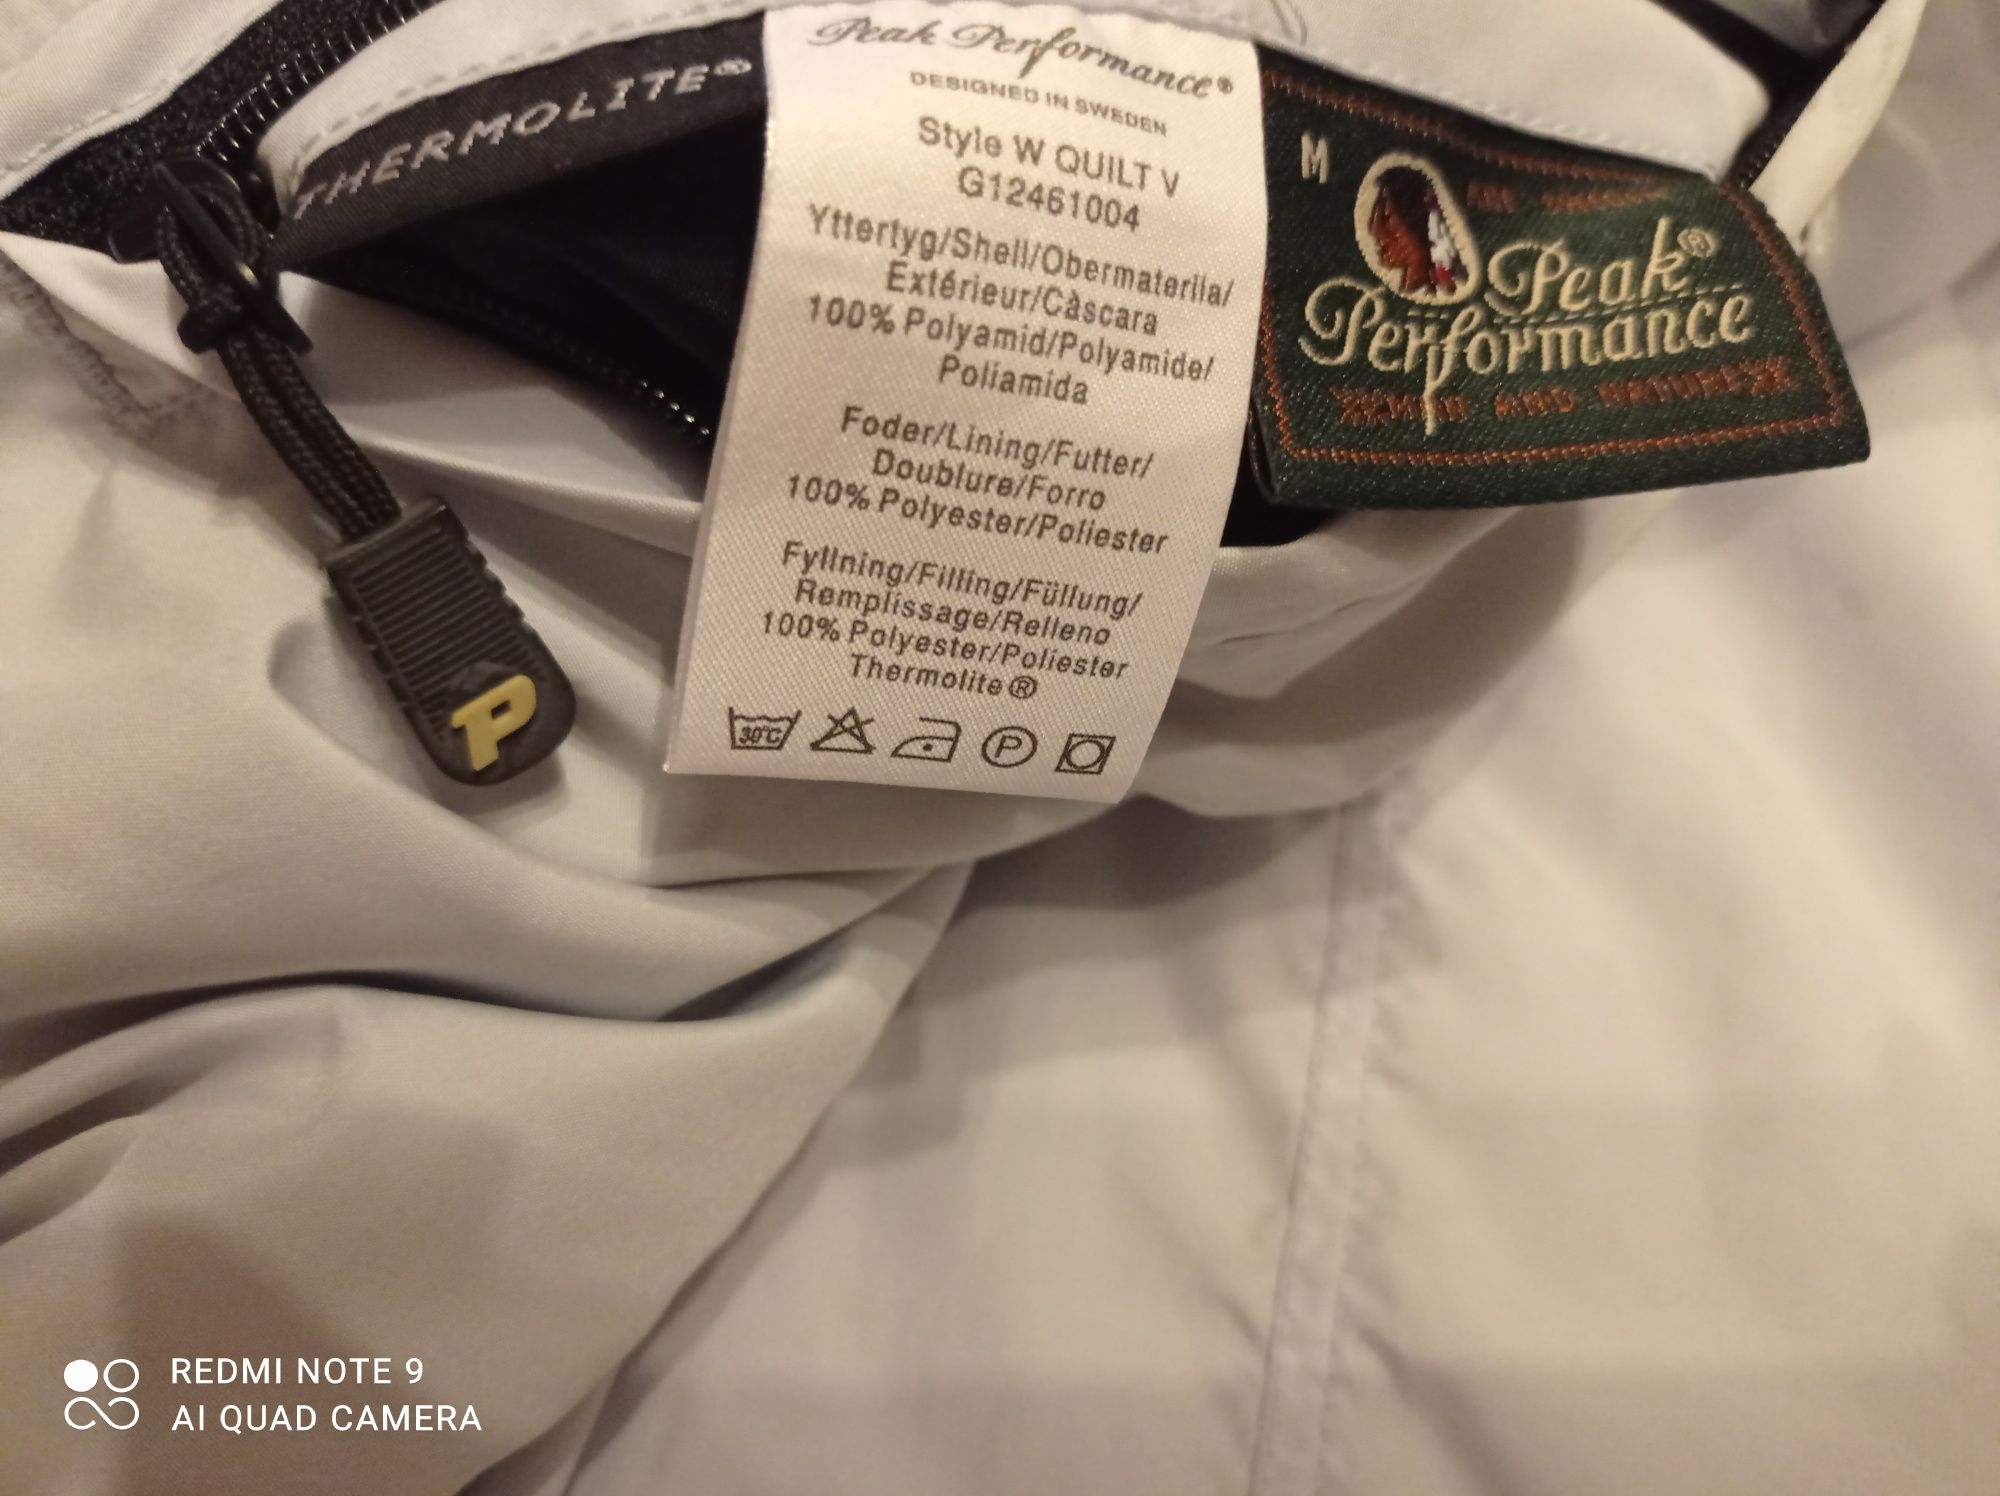 THERMOLITE®
Peak Performance®
DESIGNED IN SWEDEN
Style W QUILT V
G12461004
Yttertyg/Shell/Obermaterila/
Extérieur/Càscara
100% Polyamid/Polyamide/
Poliamida
Foder/Lining/Futter/
Doublure/Forro
100% Polyester/Poliester
Fyllning/Filling/Füllung/
Remplissage/Relleno
100% Polyester/Poliester
Thermolite®
30°C
P
M
Peak®
Performance
P
REDMI NOTE 9
AI QUAD CAMERA